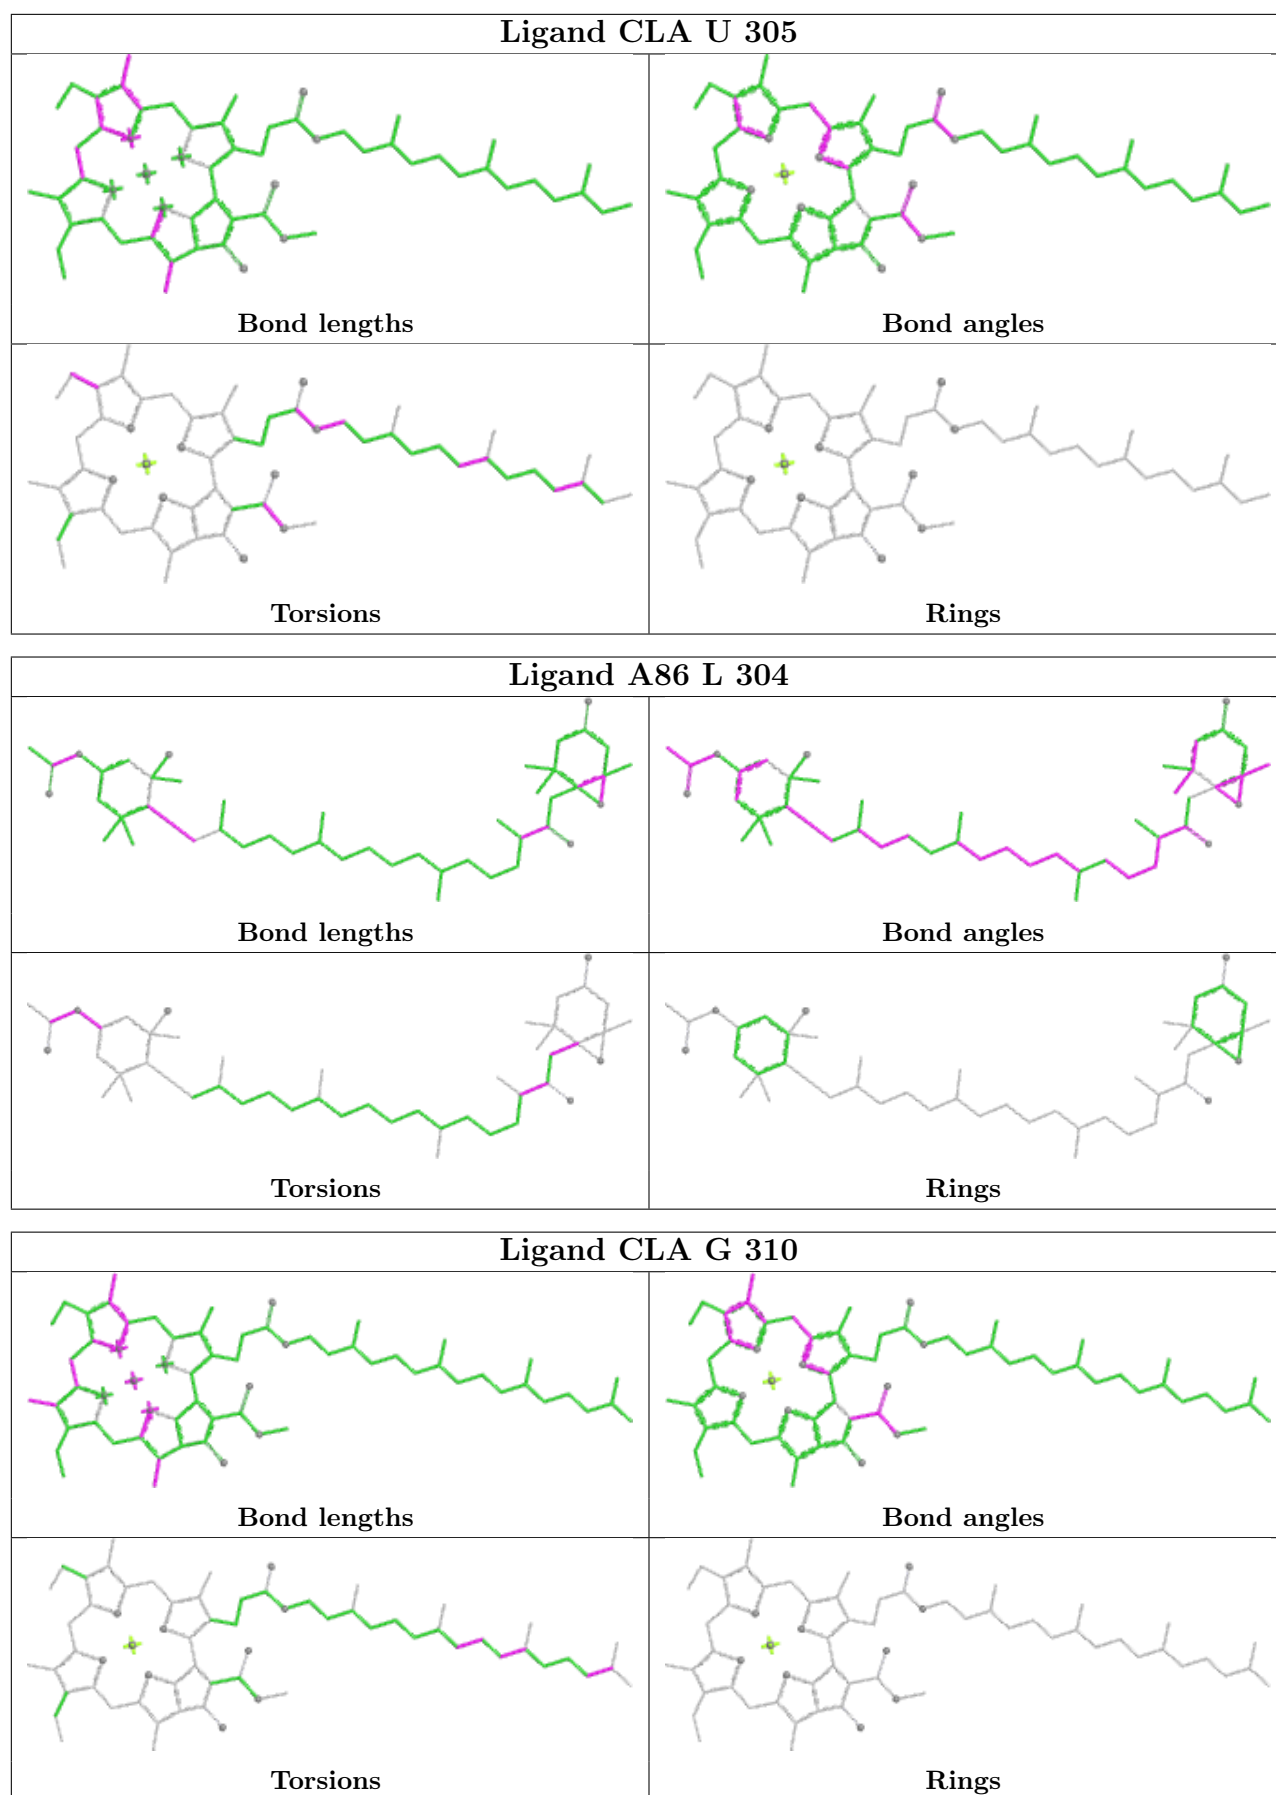 Ligand CLA U 305
Bond lengths
Bond angles
Torsions
Rings
Ligand A86 L 304
Bond lengths
Bond angles
Torsions
Rings
Ligand CLA G 310
Bond lengths
Bond angles
Torsions
Rings